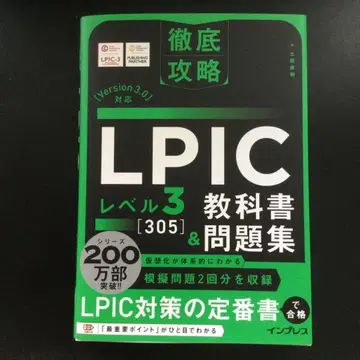 徹底
攻略
LPIC-3
PUBLISHING
PARTNER
[Version 3.0]
対応
LPIC
レベル3
[305]
教科書
&問題集
シリーズ
200
万部
突破!!
仮想化が体系的にわかる
模擬問題2回分を収録
LPIC対策の定番書で
合格
「最重要ポイント」がひと目でわかる
インプレス